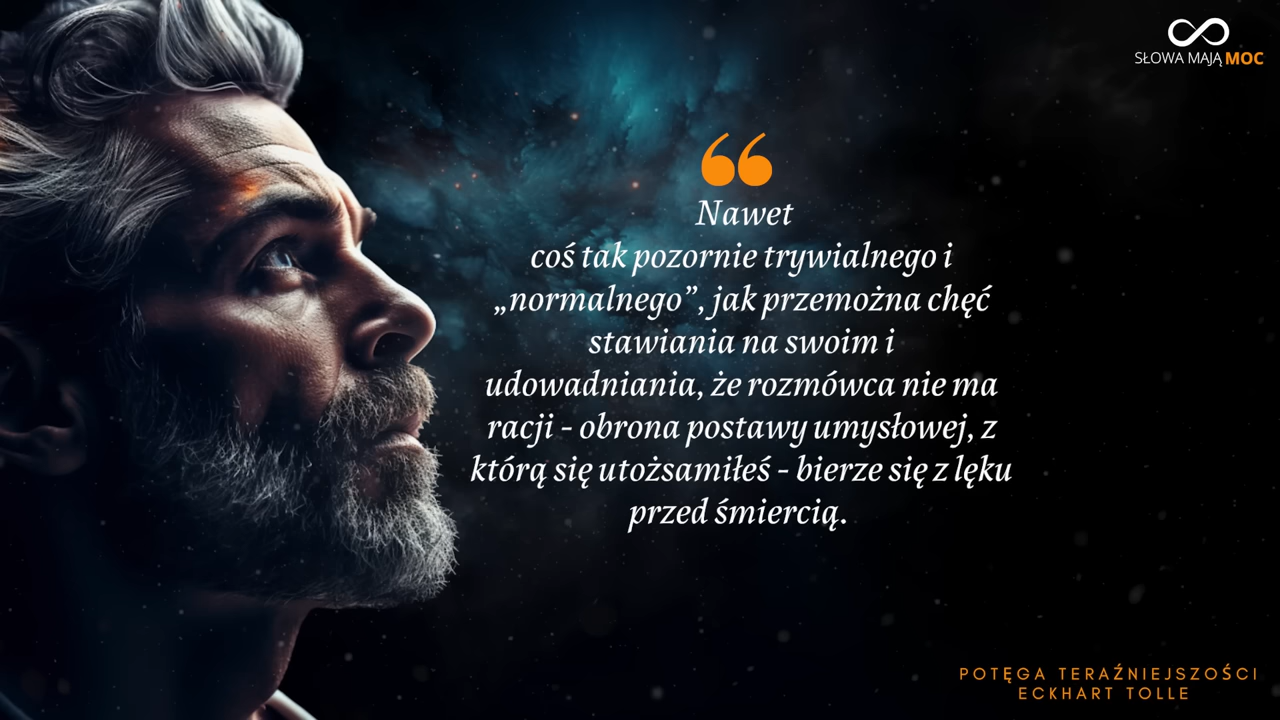 SŁOWA MAJĄ MOC
“
Nawet
coś tak pozornie trywialnego i
„normalnego”, jak przemożna chęć
stawiania na swoim i
udowadniania, że rozmówca nie ma
racji - obrona postawy umysłowej, z
którą się utożsamiłeś - bierze się z lęku
przed śmiercią.
POTĘGA TERAŹNIEJSZOŚCI
ECKHART TOLLE